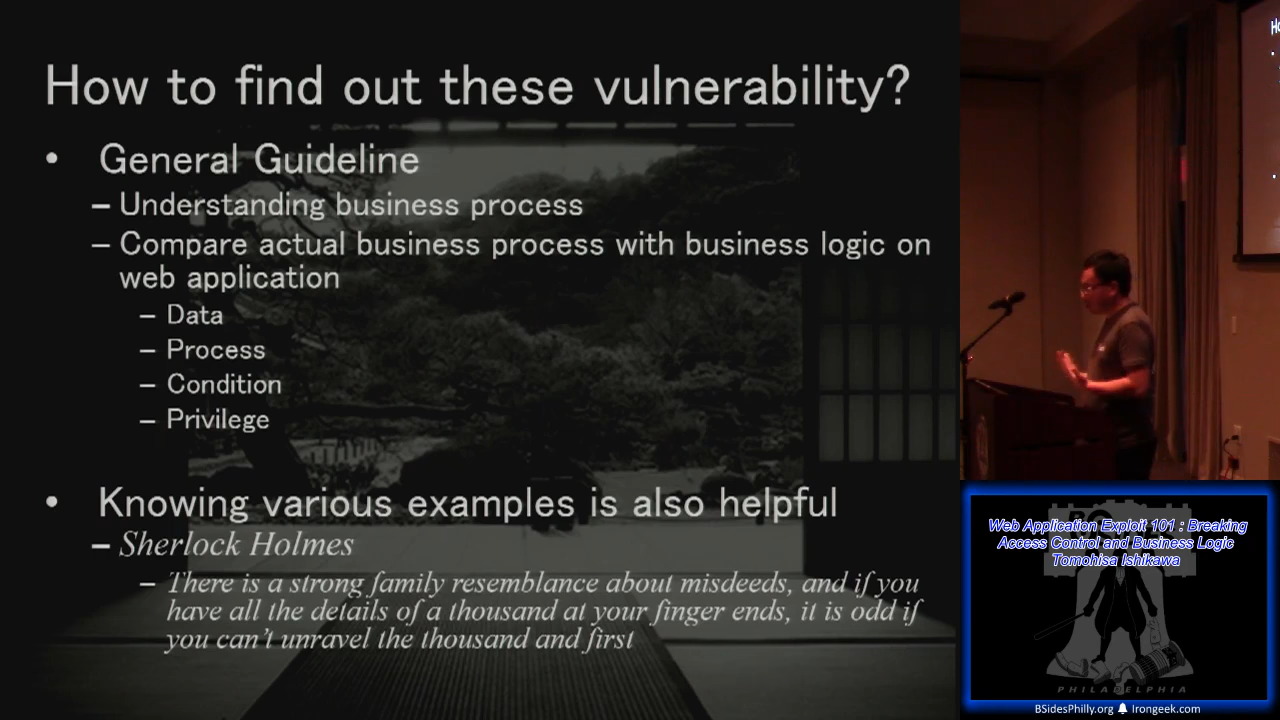 How to find out these vulnerability?
• General Guideline
– Understanding business process
– Compare actual business process with business logic on
web application
– Data
– Process
– Condition
– Privilege
• Knowing various examples is also helpful
– Sherlock Holmes
– There is a strong family resemblance about misdeeds, and if you
have all the details of a thousand at your finger ends, it is odd if
you can't unravel the thousand and first
Web Application Exploit 101 : Breaking
Access Control and Business Logic
Tomohisa Ishikawa
PHILADELPHIA
BSidesPhilly.org Irongeek.com